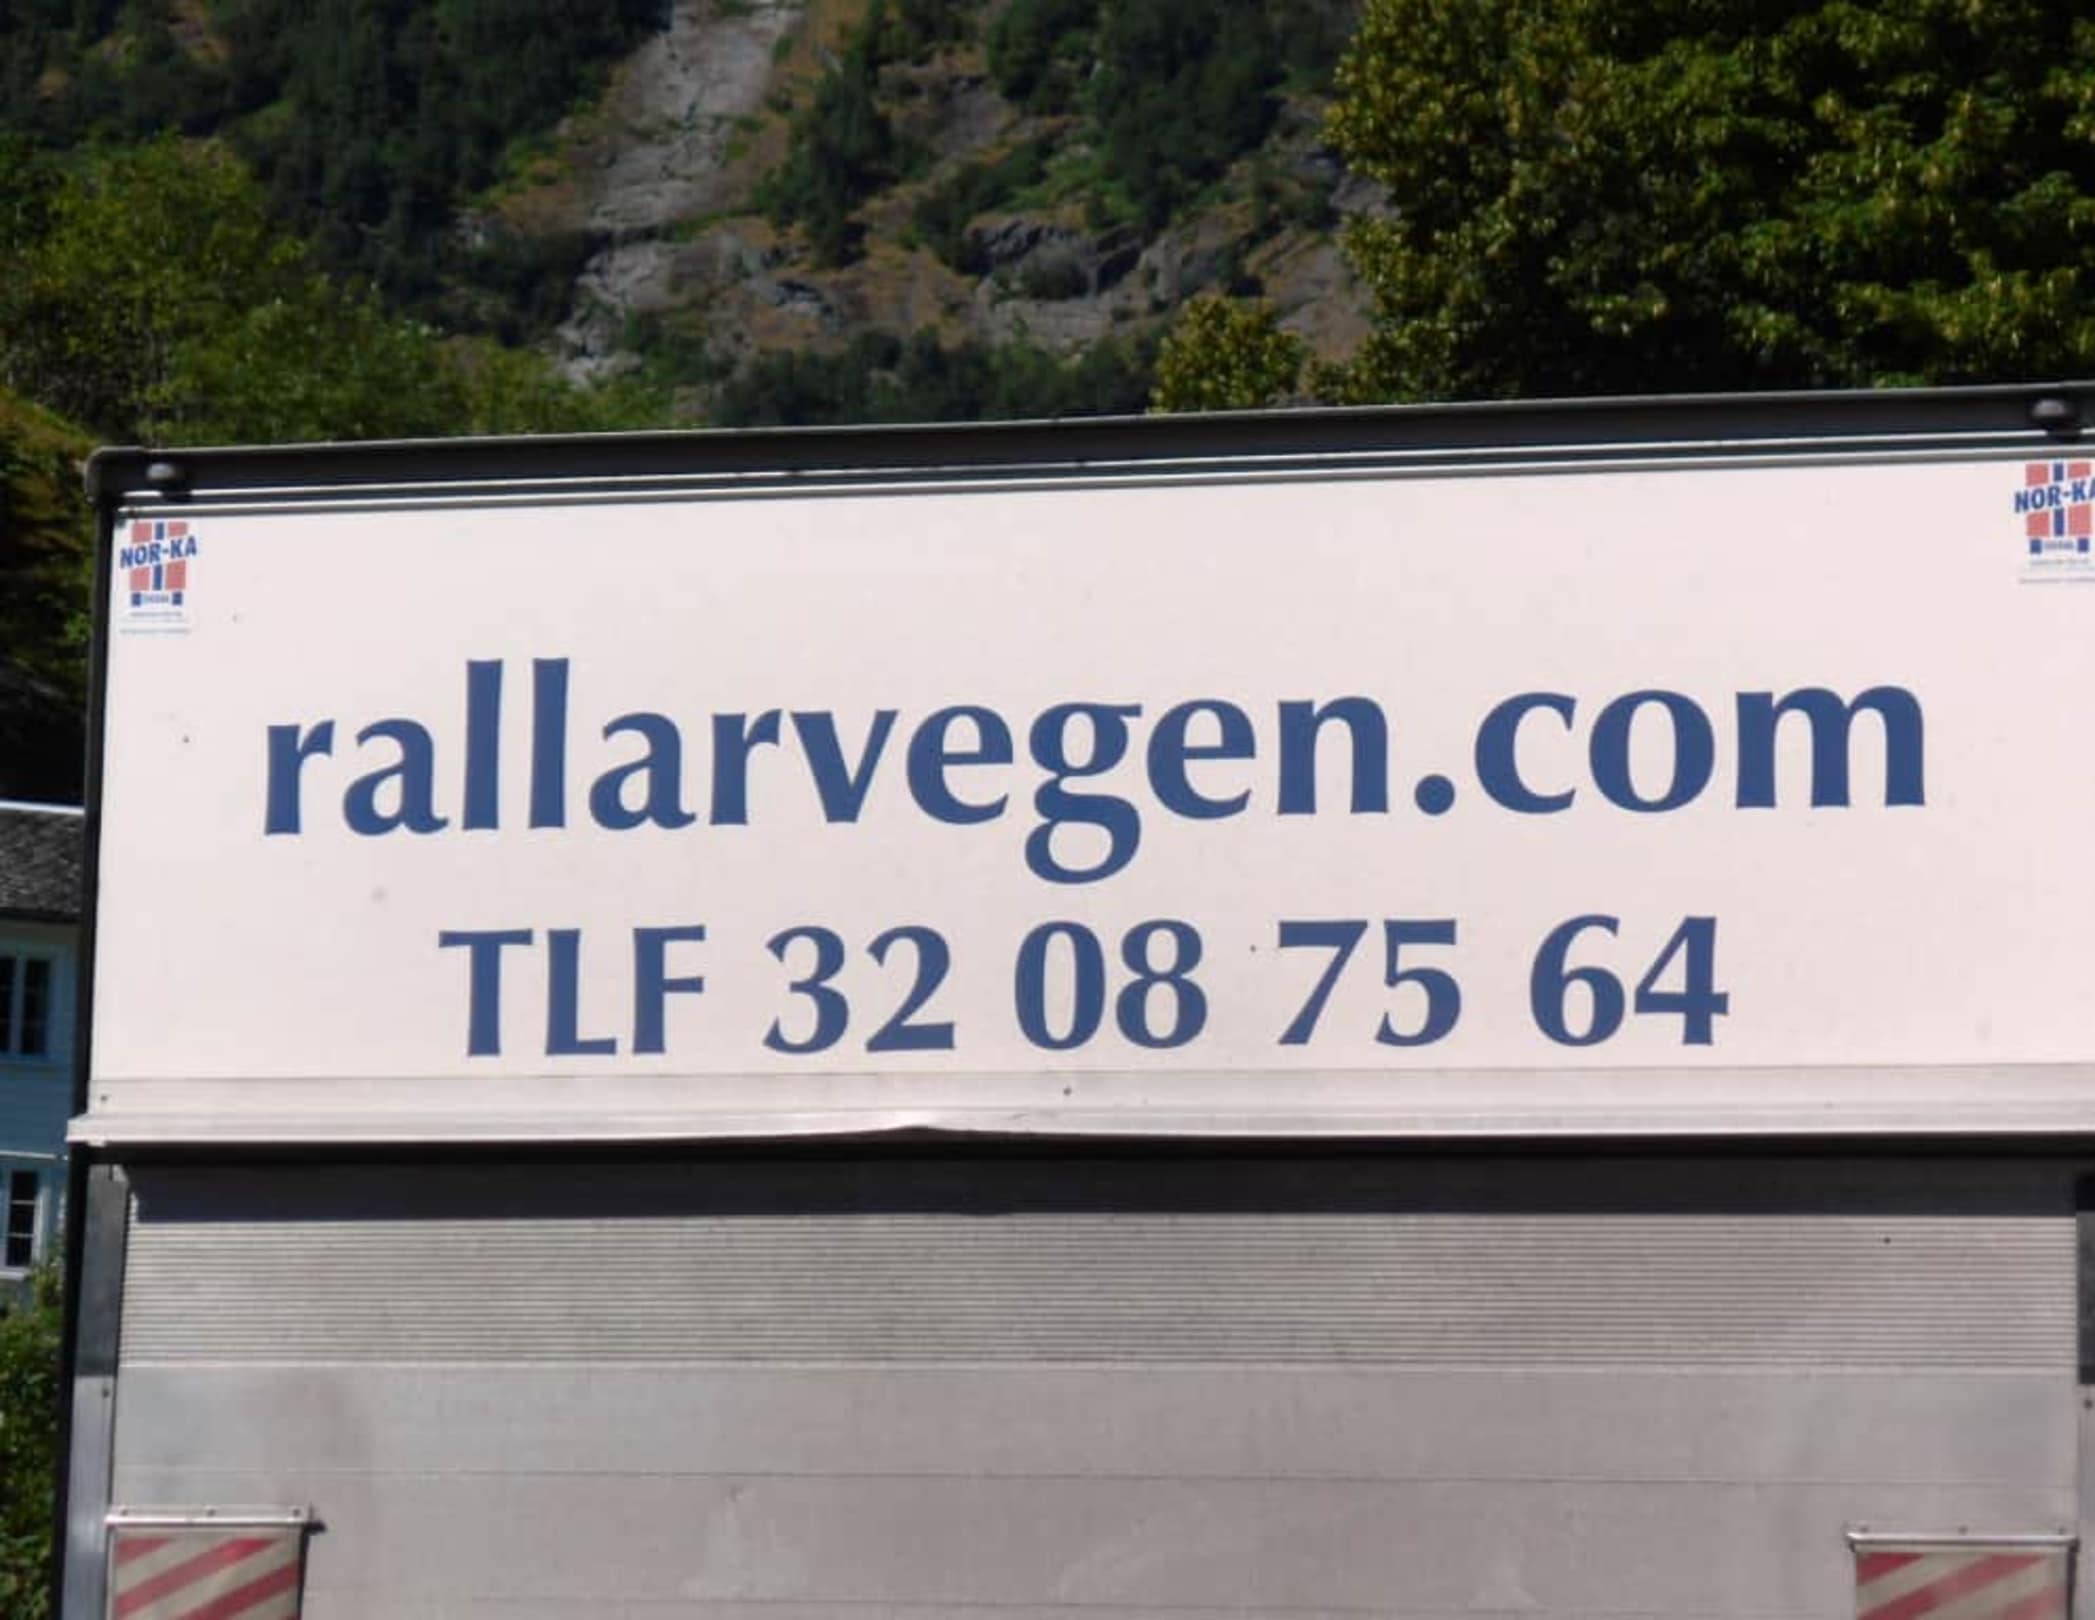 NOR-KA
NOR-KA
rallarvegen.com
TLF 32 08 75 64